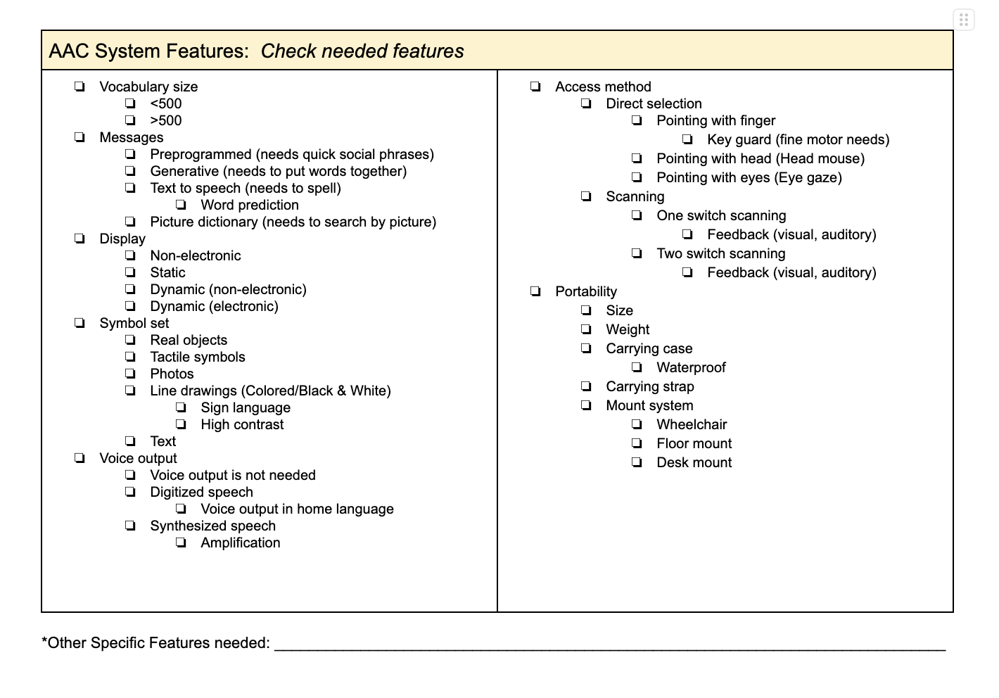 AAC System Features: Check needed features
Vocabulary size
<500
>500
Messages
Preprogrammed (needs quick social phrases)
Generative (needs to put words together)
Text to speech (needs to spell)
Word prediction
Picture dictionary (needs to search by picture)
Display
Non-electronic
Static
Dynamic (non-electronic)
Dynamic (electronic)
Symbol set
Real objects
Tactile symbols
Photos
Line drawings (Colored/Black & White)
Sign language
High contrast
Text
Voice output
Voice output is not needed
Digitized speech
Voice output in home language
Synthesized speech
Amplification
Access method
Direct selection
Pointing with finger
Key guard (fine motor needs)
Pointing with head (Head mouse)
Pointing with eyes (Eye gaze)
Scanning
One switch scanning
Feedback (visual, auditory)
Two switch scanning
Feedback (visual, auditory)
Portability
Size
Weight
Carrying case
Waterproof
Carrying strap
Mount system
Wheelchair
Floor mount
Desk mount
*Other Specific Features needed: